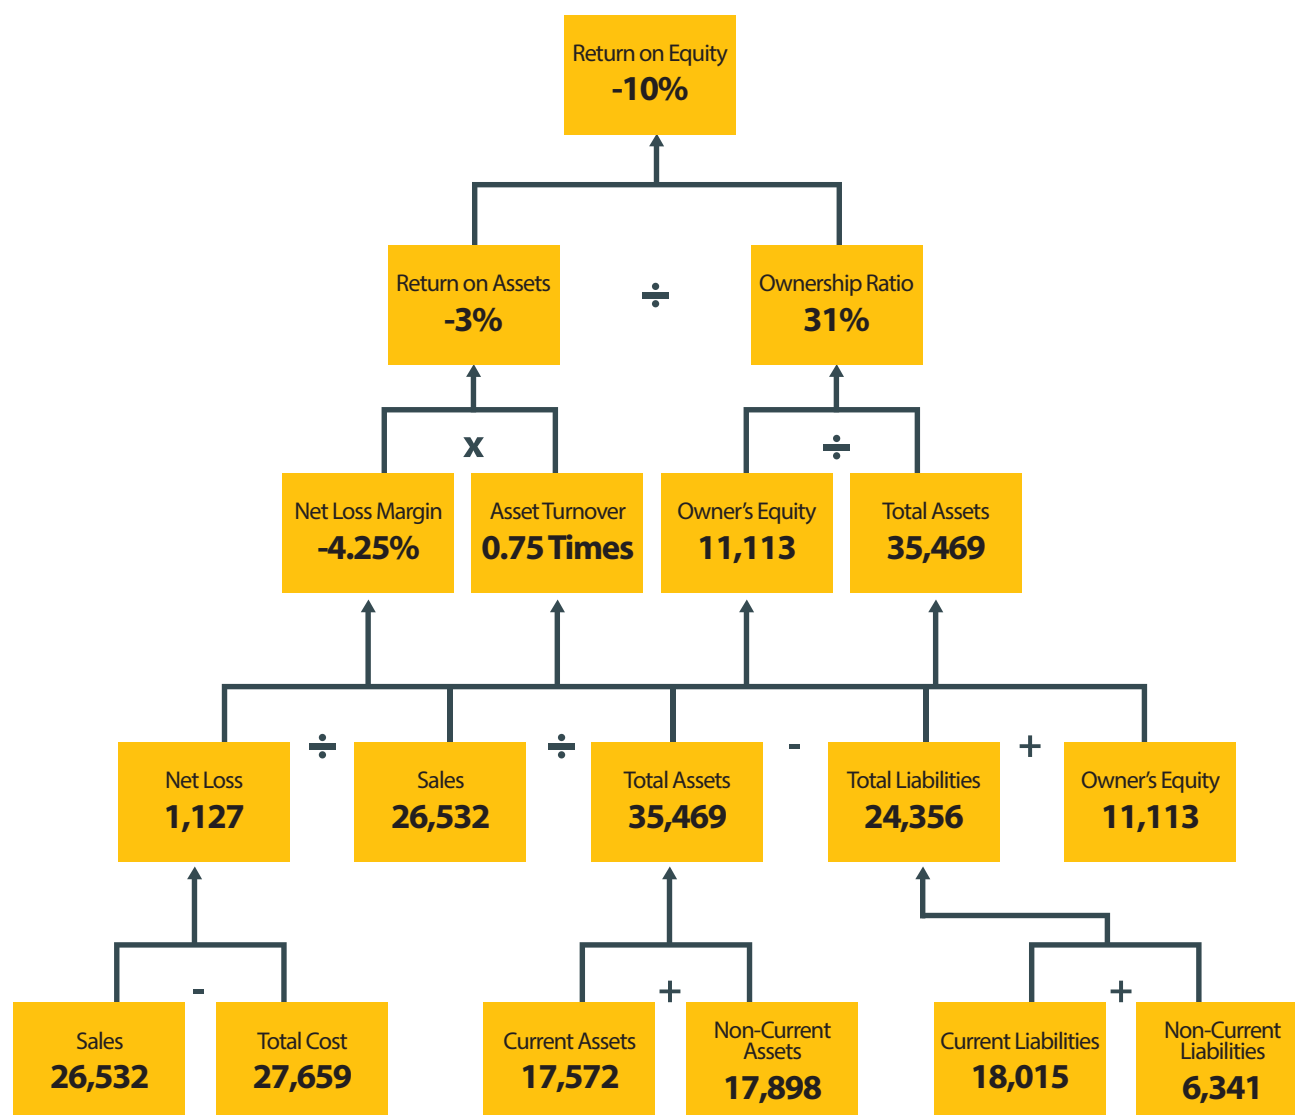 Return on Equity
-10%
Return on Assets
-3%
÷
Ownership Ratio
31%
x
÷
Net Loss Margin
-4.25%
Asset Turnover
0.75 Times
Owner's Equity
11,113
Total Assets
35,469
Net Loss
1,127
÷
Sales
26,532
÷
Total Assets
35,469
-
Total Liabilities
24,356
+
Owner's Equity
11,113
Sales
26,532
-
Total Cost
27,659
Current Assets
17,572
+
Non-Current
Assets
17,898
Current Liabilities
18,015
+
Non-Current
Liabilities
6,341